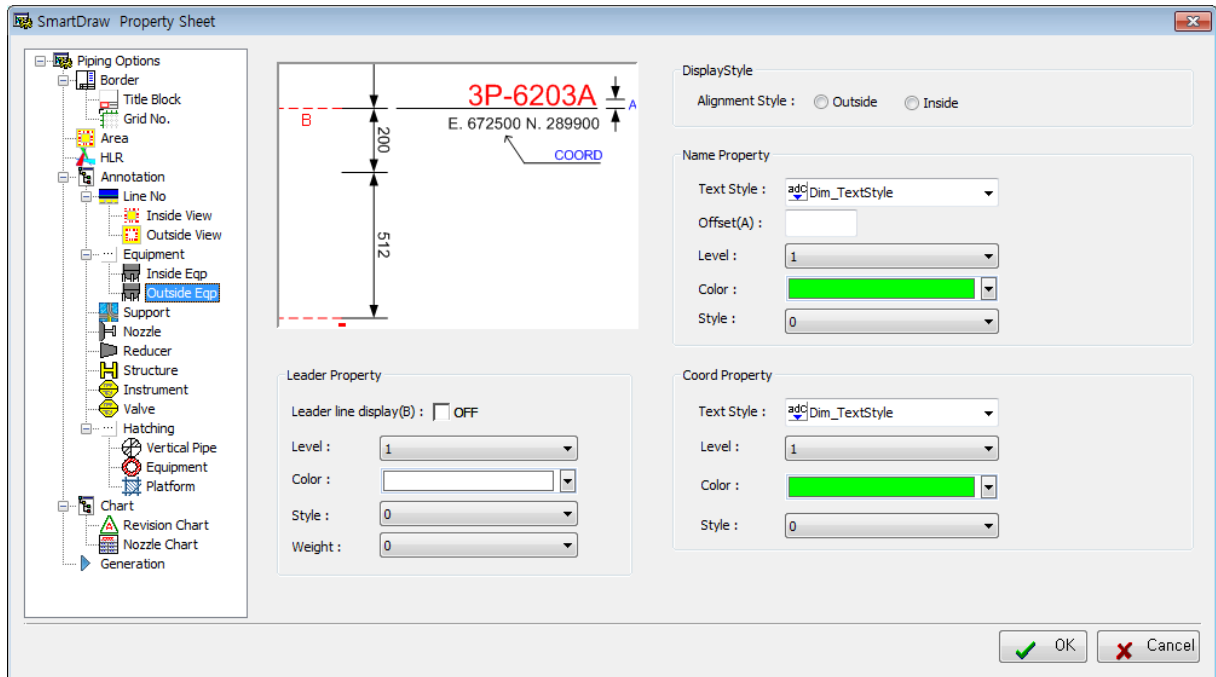 SmartDraw Property Sheet
Piping Options
Border
Title Block
Grid No.
Area
HLR
Annotation
Line No
Inside View
Outside View
Equipment
Inside Eqp
Outside Eqp
Support
Nozzle
Reducer
Structure
Instrument
Valve
Hatching
Vertical Pipe
Equipment
Platform
Chart
Revision Chart
Nozzle Chart
Generation
3P-6203A
A
B
E. 672500 N. 289900
200
COORD
512
Leader Property
Leader line display(B) : OFF
Level : 1
Color :
Style : 0
Weight : 0
DisplayStyle
Alignment Style : Outside Inside
Name Property
Text Style : adc Dim_TextStyle
Offset(A) :
Level : 1
Color :
Style : 0
Coord Property
Text Style : adc Dim_TextStyle
Level : 1
Color :
Style : 0
OK Cancel